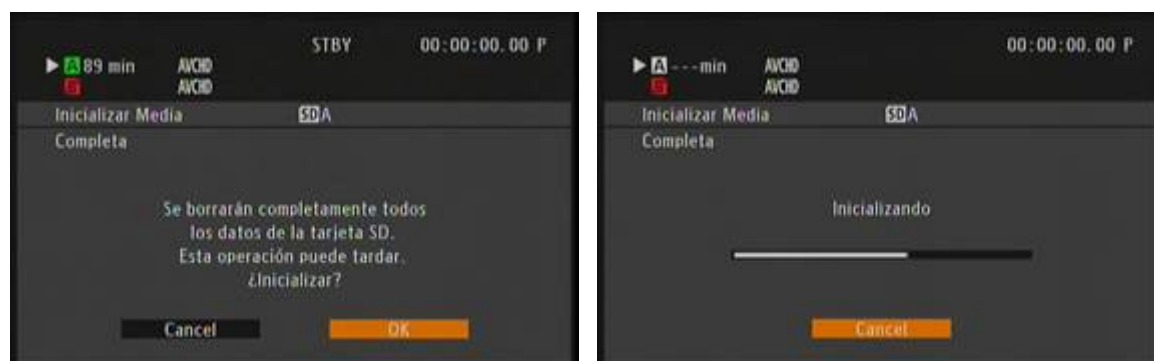 STBY 00:00:00.00 P
A 89 min AVCHD
B AVCHD
Inicializar Media SD A
Completa
Se borrarán completamente todos
los datos de la tarjeta SD.
Esta operación puede tardar.
¿Inicializar?
Cancel OK
00:00:00.00 P
A ---min AVCHD
B AVCHD
Inicializar Media SD A
Completa
Inicializando
Cancel